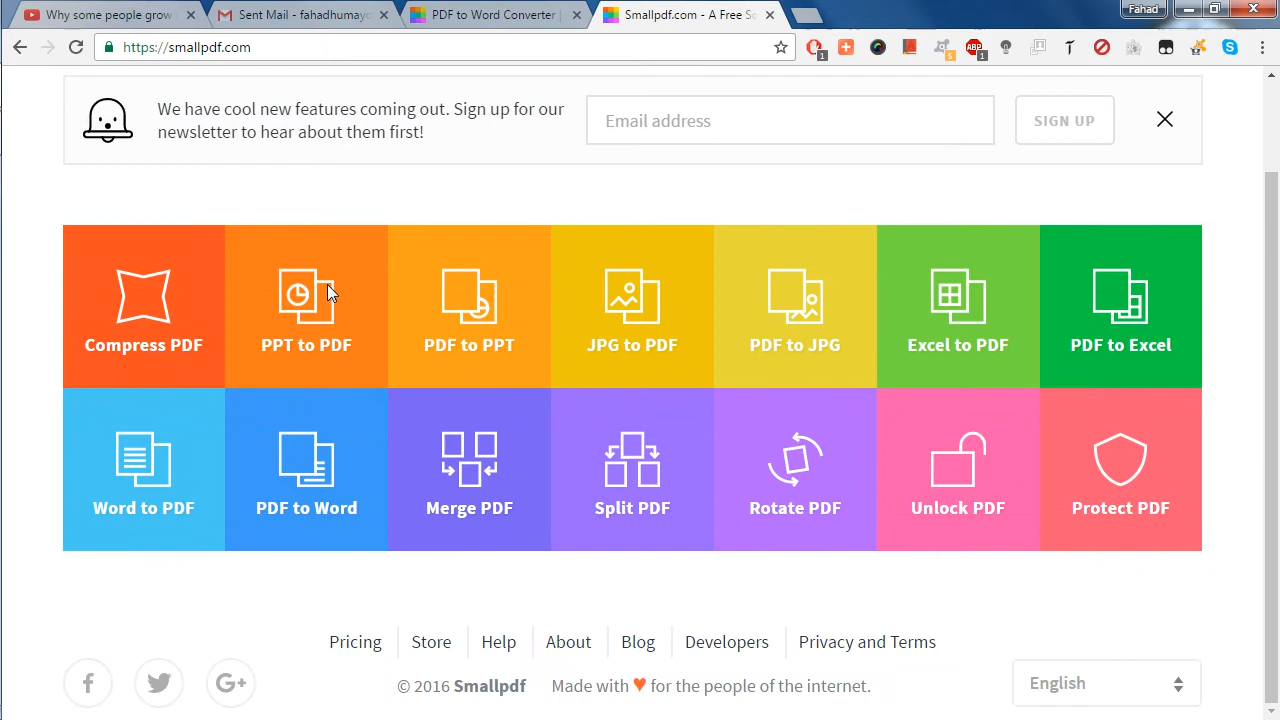 Why some people grow
Sent Mail - fahadhumayc
PDF to Word Converter |
Smallpdf.com - A Free So
Fahad
https://smallpdf.com
1
5
1
We have cool new features coming out. Sign up for our
newsletter to hear about them first!
Email address
SIGN UP
Compress PDF
PPT to PDF
PDF to PPT
JPG to PDF
PDF to JPG
Excel to PDF
PDF to Excel
Word to PDF
PDF to Word
Merge PDF
Split PDF
Rotate PDF
Unlock PDF
Protect PDF
Pricing
Store
Help
About
Blog
Developers
Privacy and Terms
© 2016 Smallpdf
Made with ♥ for the people of the internet.
English